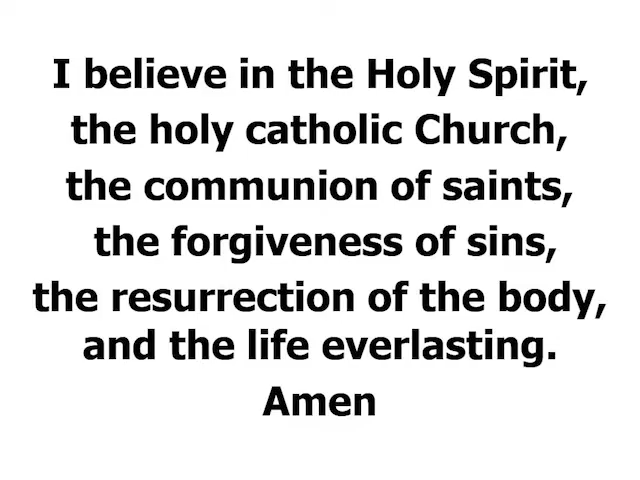 I believe in the Holy Spirit,
the holy catholic Church,
the communion of saints,
the forgiveness of sins,
the resurrection of the body,
and the life everlasting.
Amen